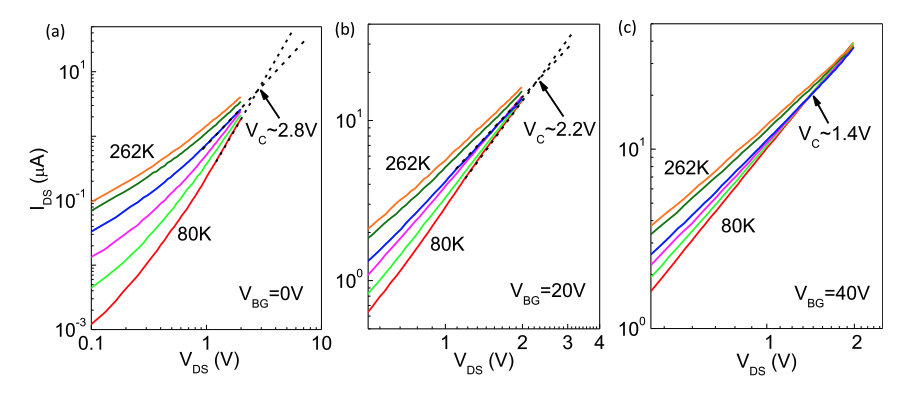 (a)
10¹
10⁻¹
10⁻³
I_DS (μA)
262K
80K
V_C~2.8V
V_BG=0V
0.1
1
10
V_DS (V)
(b)
10¹
10⁰
262K
80K
V_C~2.2V
V_BG=20V
1
2
3
4
V_DS (V)
(c)
10¹
10⁰
262K
80K
V_C~1.4V
V_BG=40V
1
2
V_DS (V)